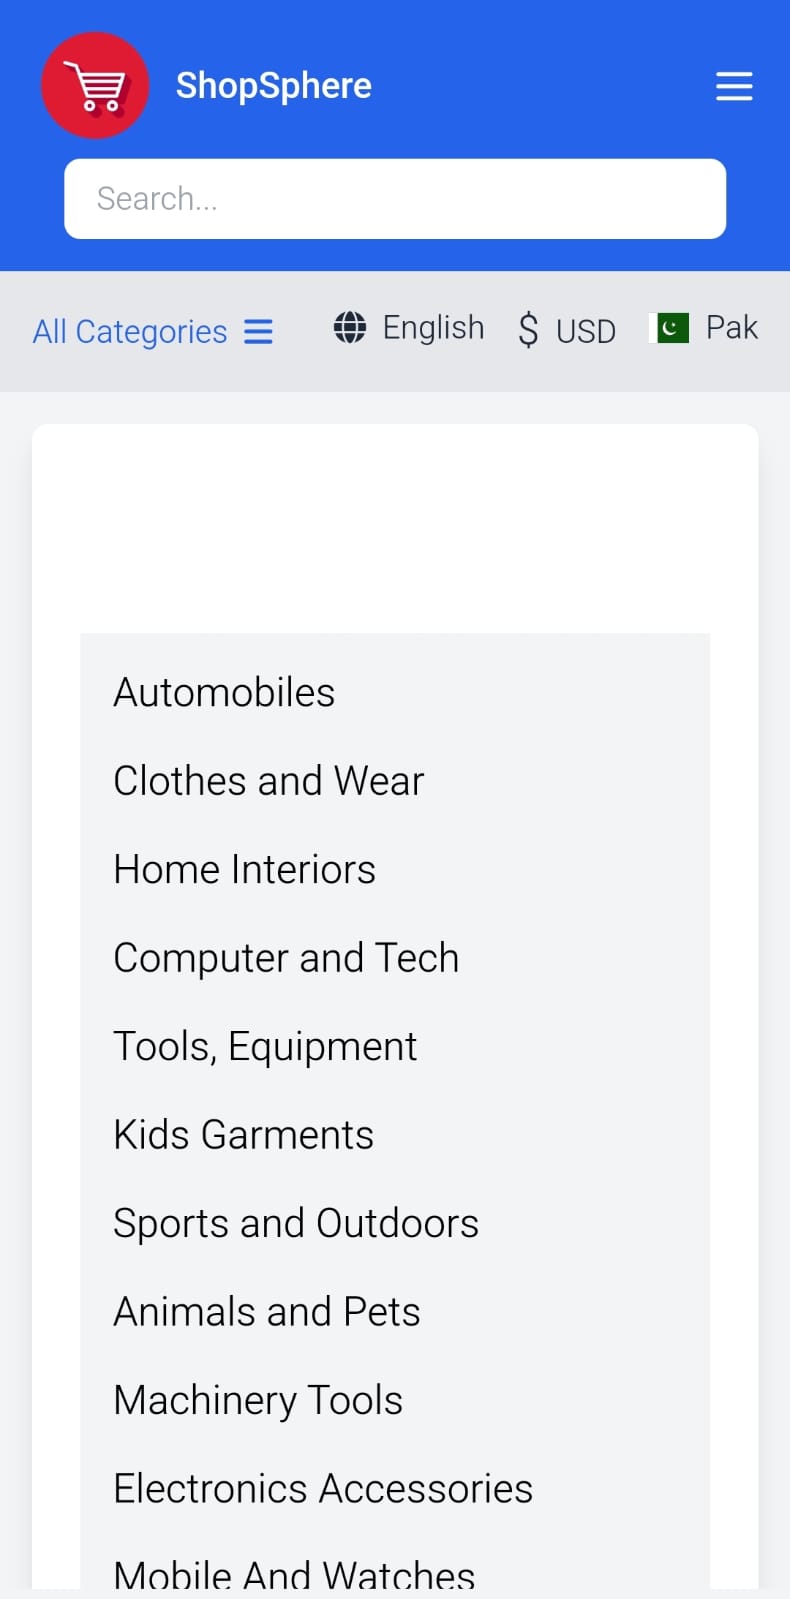 ShopSphere
Search...
All Categories English $ USD Pak
Automobiles
Clothes and Wear
Home Interiors
Computer and Tech
Tools, Equipment
Kids Garments
Sports and Outdoors
Animals and Pets
Machinery Tools
Electronics Accessories
Mobile And Watches